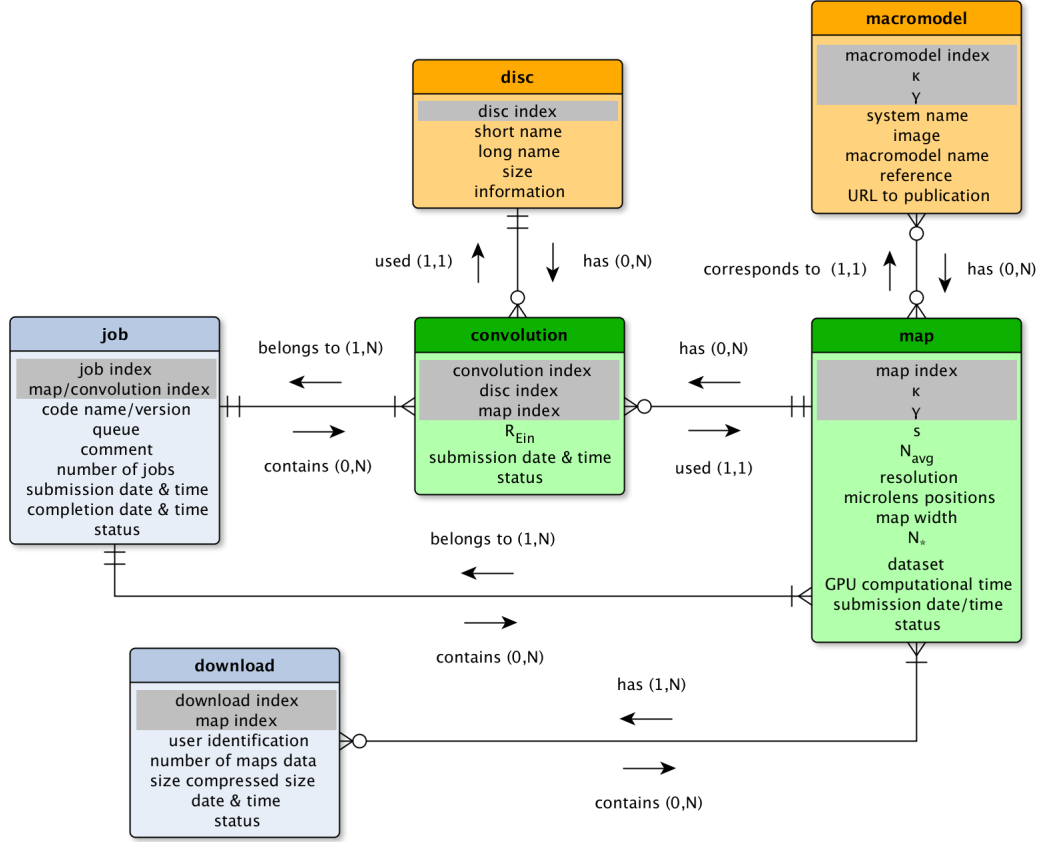 macromodel
macromodel index
κ
γ
system name
image
macromodel name
reference
URL to publication
disc
disc index
short name
long name
size
information
used (1,1)
has (0,N)
corresponds to (1,1)
has (0,N)
job
job index
map/convolution index
code name/version
queue
comment
number of jobs
submission date & time
completion date & time
status
belongs to (1,N)
contains (0,N)
convolution
convolution index
disc index
map index
R_Ein
submission date & time
status
has (0,N)
used (1,1)
map
map index
κ
γ
s
N_avg
resolution
microlens positions
map width
N_*
dataset
GPU computational time
submission date/time
status
belongs to (1,N)
contains (0,N)
download
download index
map index
user identification
number of maps data
size compressed size
date & time
status
has (1,N)
contains (0,N)